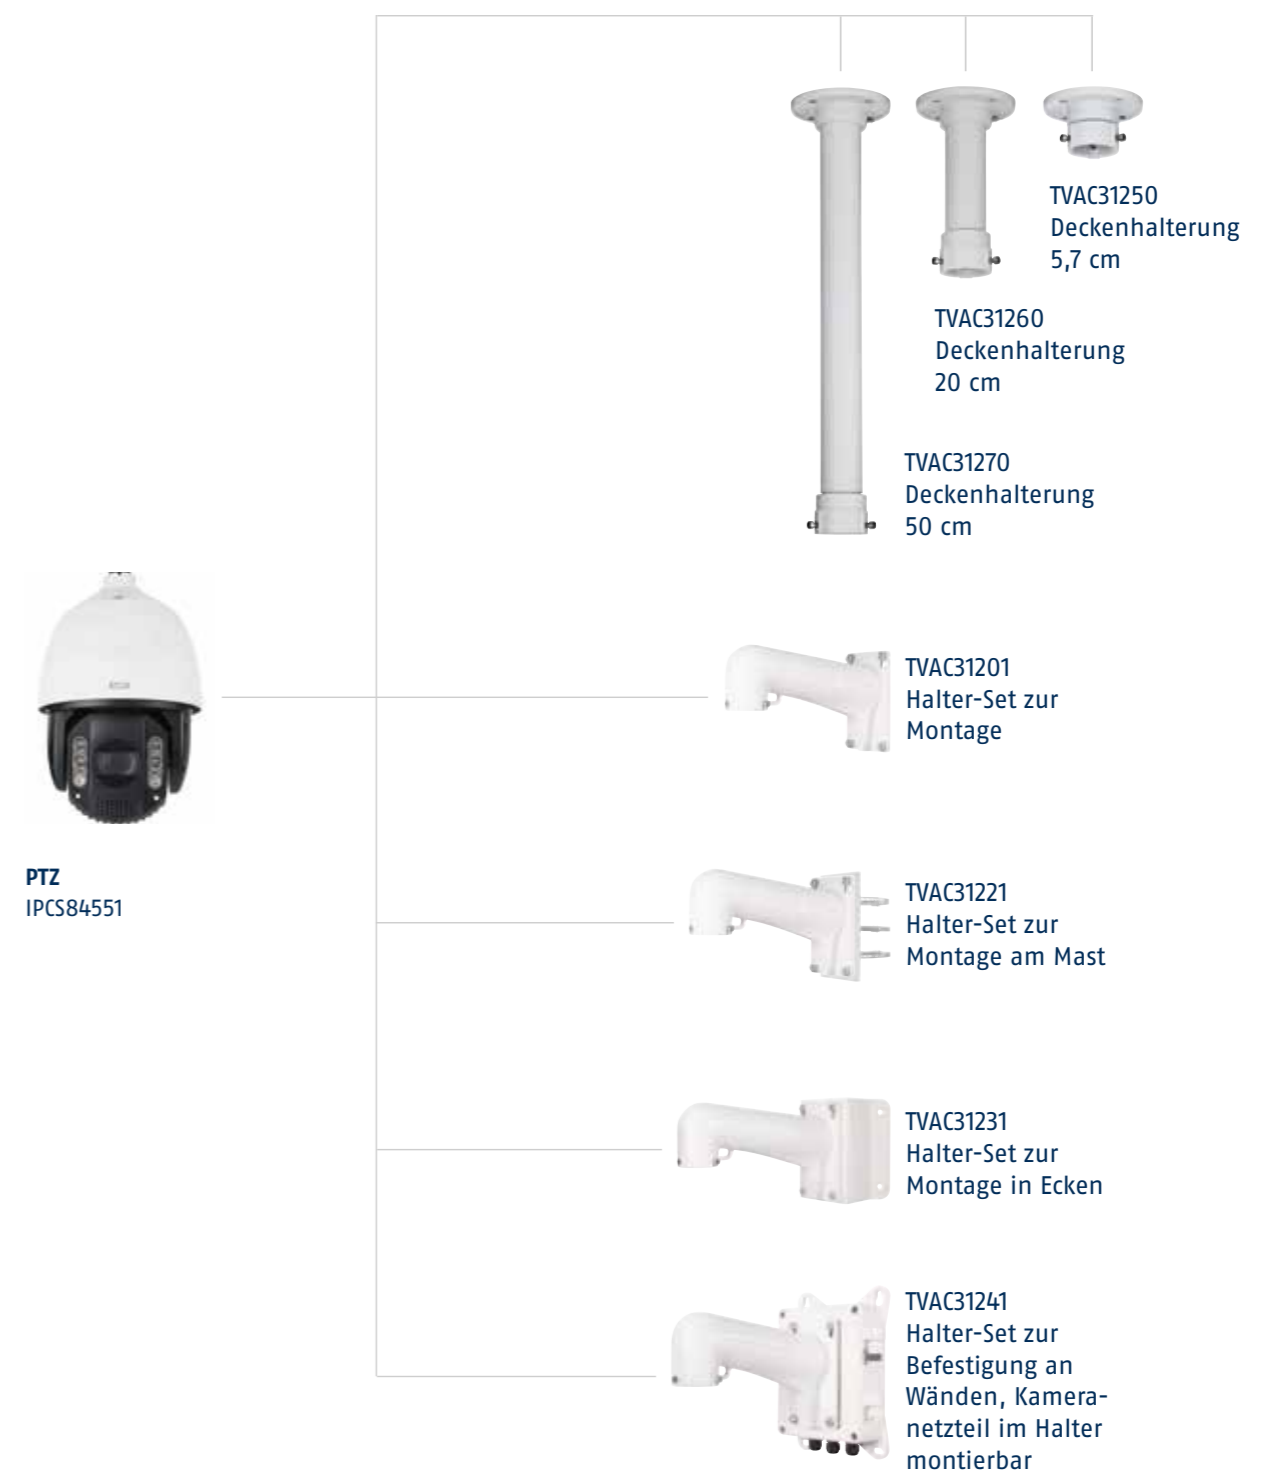 TVAC31250
Deckenhalterung
5,7 cm
TVAC31260
Deckenhalterung
20 cm
TVAC31270
Deckenhalterung
50 cm
TVAC31201
Halter-Set zur
Montage
PTZ
IPCS84551
TVAC31221
Halter-Set zur
Montage am Mast
TVAC31231
Halter-Set zur
Montage in Ecken
TVAC31241
Halter-Set zur
Befestigung an
Wänden, Kamera-
netzteil im Halter
montierbar